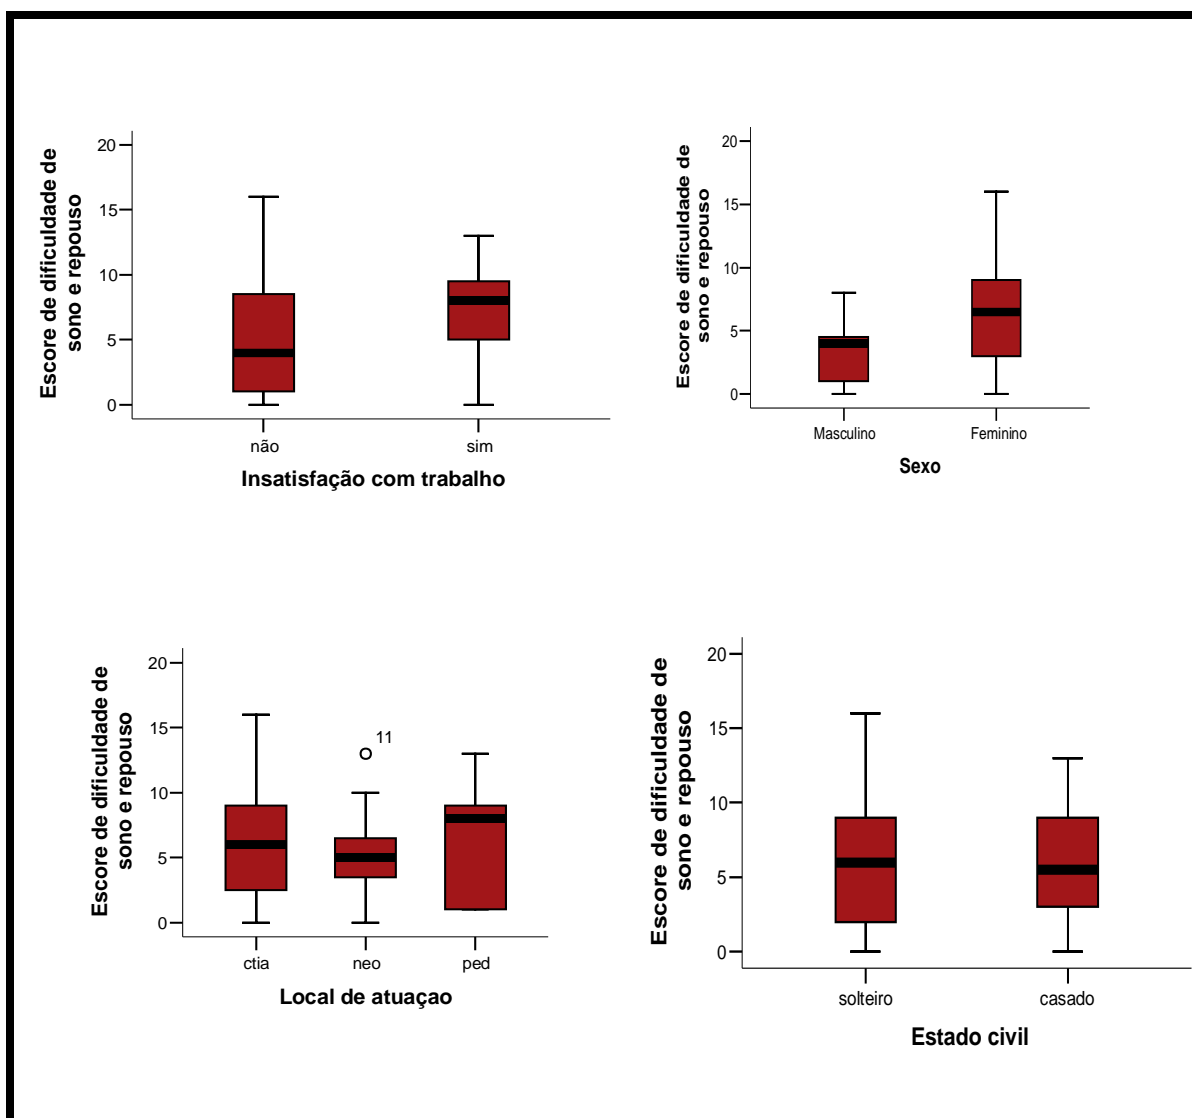 Escore de dificuldade de
sono e repouso
20
15
10
5
0
não
sim
Insatisfação com trabalho
Escore de dificuldade de
sono e repouso
20
15
10
5
0
Masculino
Feminino
Sexo
Escore de dificuldade de
sono e repouso
20
15
10
5
0
11
ctia
neo
ped
Local de atuaçao
Escore de dificuldade de
sono e repouso
20
15
10
5
0
solteiro
casado
Estado civil